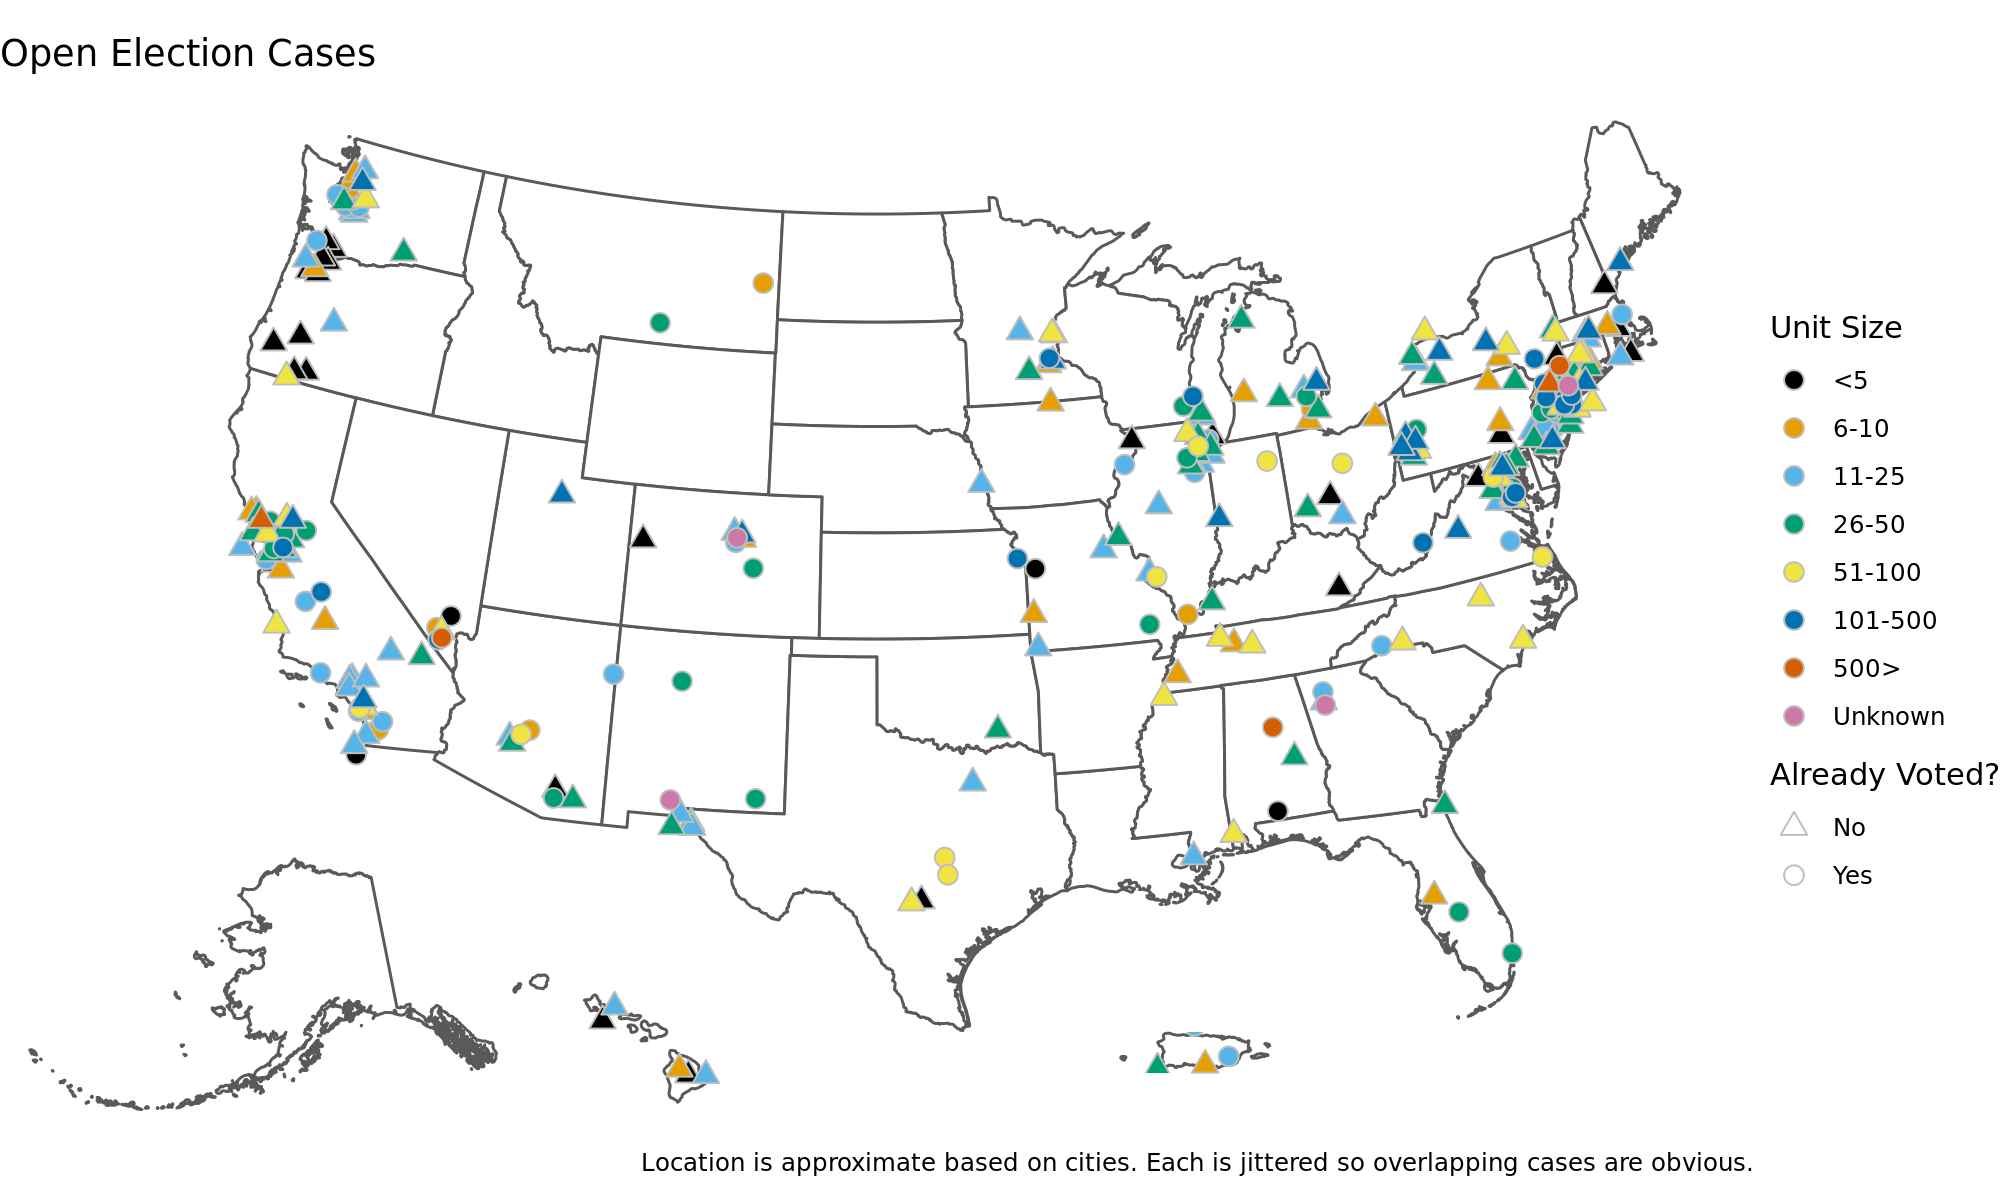 Open Election Cases
Unit Size
<5
6-10
11-25
26-50
51-100
101-500
500>
Unknown
Already Voted?
No
Yes
Location is approximate based on cities. Each is jittered so overlapping cases are obvious.